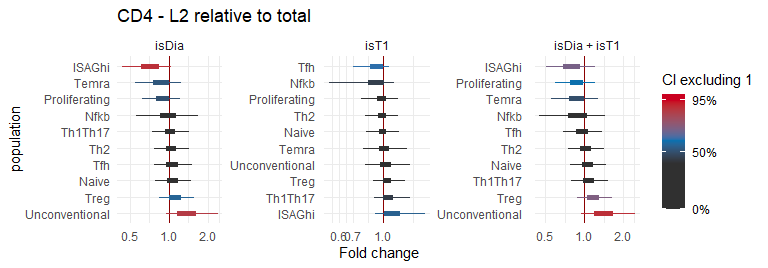 CD4 - L2 relative to total
isDia
ISAGhi
Temra
Proliferating
Nfkb
Th1Th17
Th2
Tfh
Naive
Treg
Unconventional
0.5 1.0 2.0
isT1
Tfh
Nfkb
Proliferating
Th2
Naive
Temra
Unconventional
Treg
Th1Th17
ISAGhi
0.6 0.7 1.0
isDia + isT1
ISAGhi
Proliferating
Temra
Nfkb
Tfh
Th2
Naive
Th1Th17
Treg
Unconventional
0.5 1.0 2.0
population
Fold change
CI excluding 1
95%
50%
0%